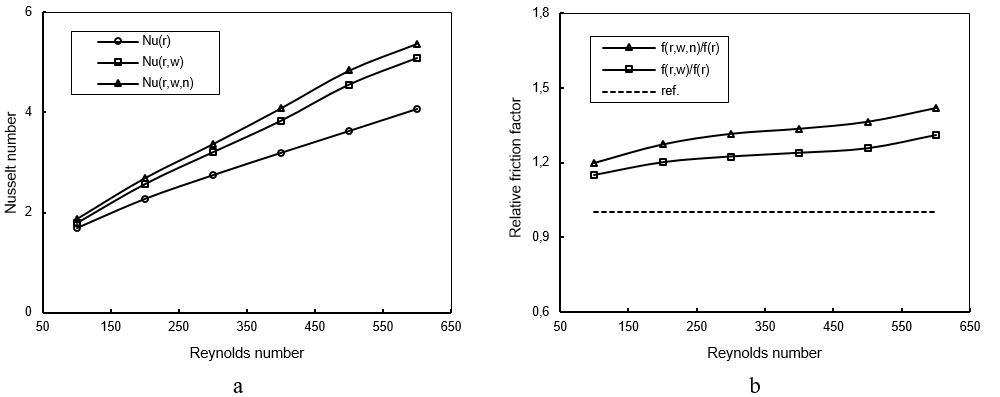 6
4
2
0
Nusselt number
Nu(r)
Nu(r,w)
Nu(r,w,n)
50 150 250 350 450 550 650
Reynolds number
a
1,8
1,5
1,2
0,9
0,6
Relative friction factor
f(r,w,n)/f(r)
f(r,w)/f(r)
ref.
50 150 250 350 450 550 650
Reynolds number
b